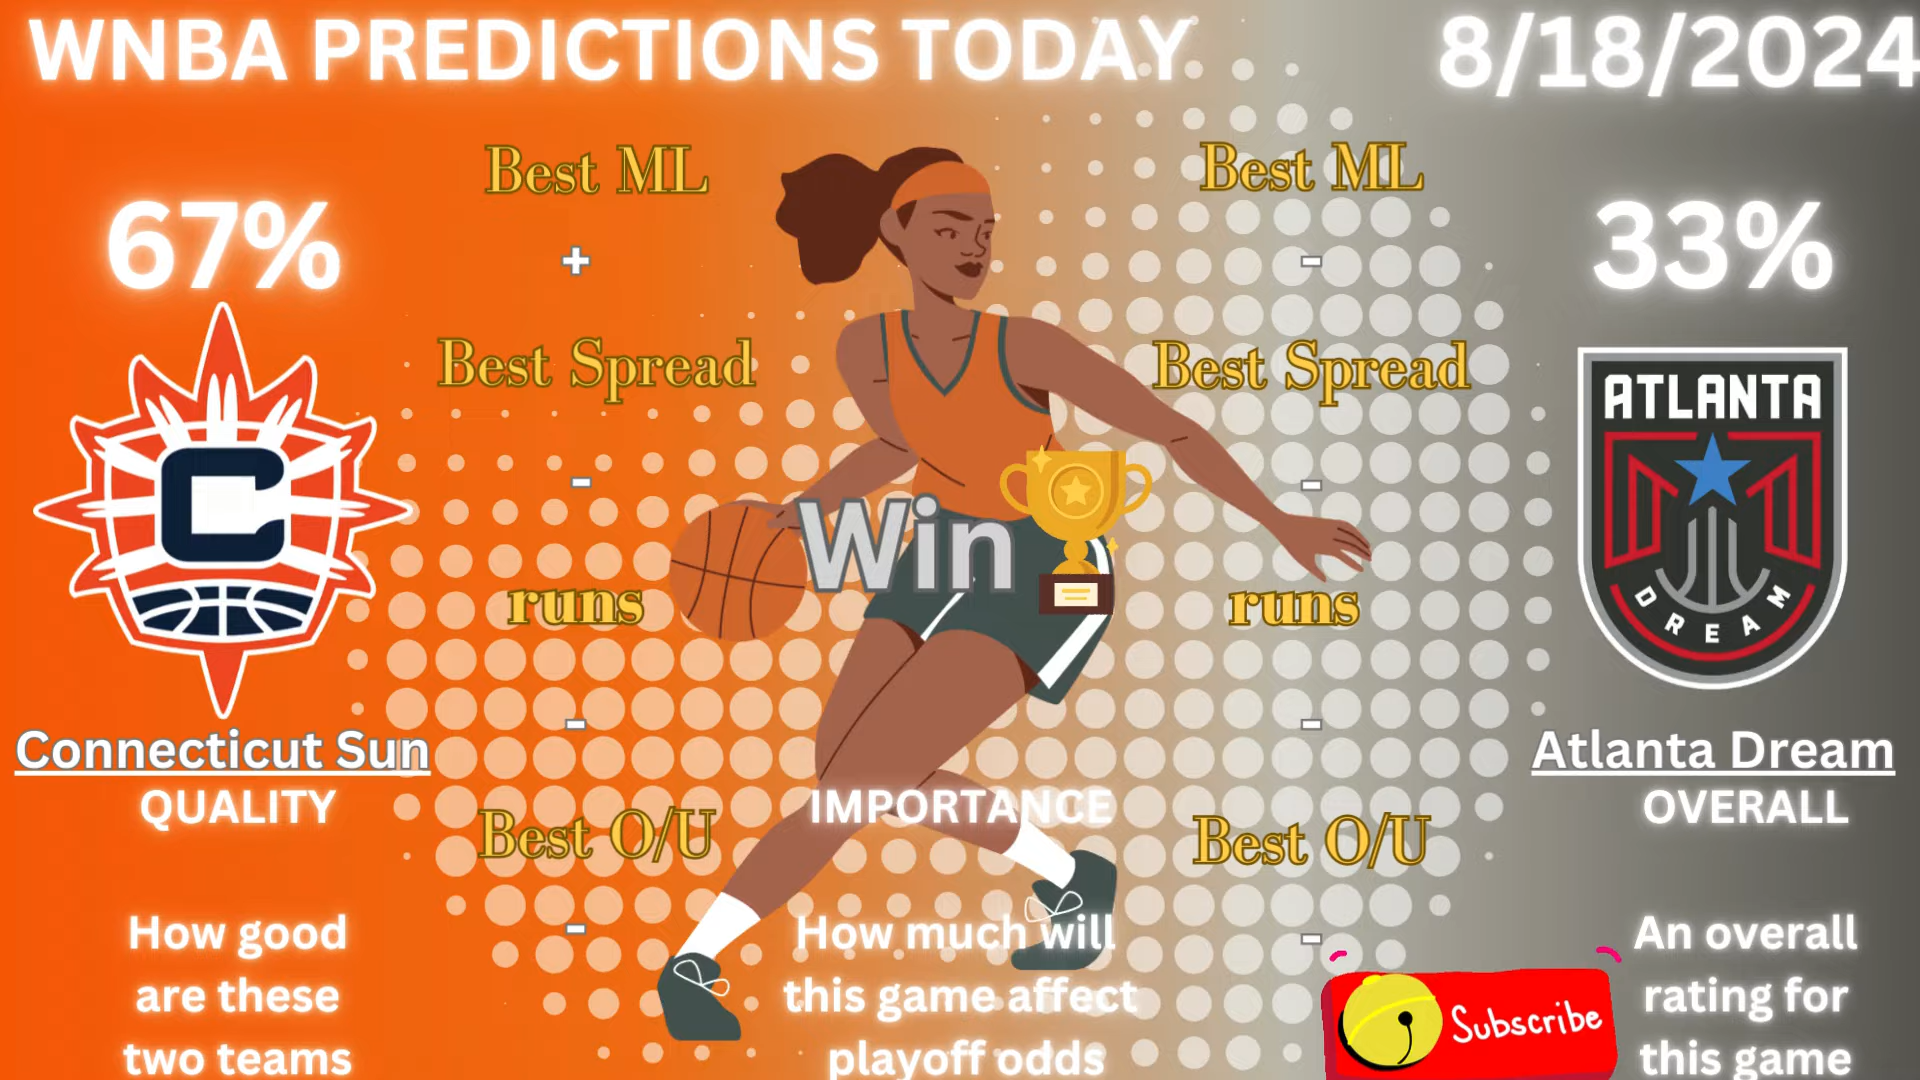 WNBA PREDICTIONS TODAY
8/18/2024
67%
Best ML
+
Best Spread
-
runs
-
Best O/U
-
C
Connecticut Sun
QUALITY
How good
are these
two teams
Win
IMPORTANCE
How much will
this game affect
playoff odds
Best ML
-
Best Spread
-
runs
-
Best O/U
-
33%
ATLANTA
DREAM
Atlanta Dream
OVERALL
An overall
rating for
this game
Subscribe